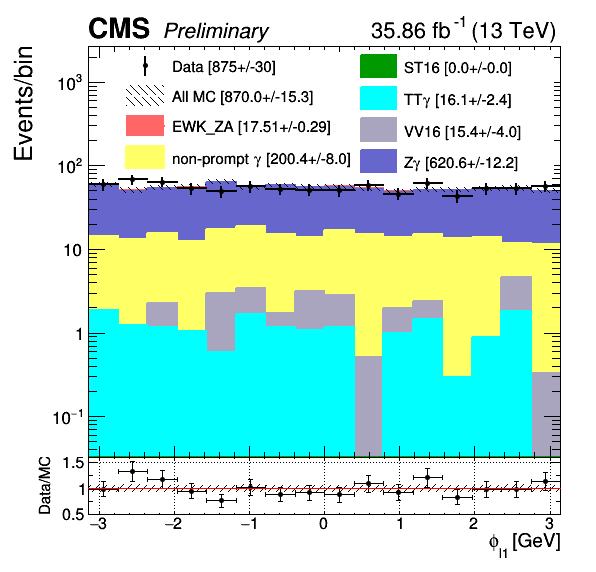 CMS Preliminary 35.86 fb⁻¹ (13 TeV)
Events/bin
Data [875+/-30]
All MC [870.0+/-15.3]
EWK_ZA [17.51+/-0.29]
non-prompt γ [200.4+/-8.0]
ST16 [0.0+/-0.0]
TTγ [16.1+/-2.4]
VV16 [15.4+/-4.0]
Zγ [620.6+/-12.2]
10³
10²
10
1
10⁻¹
Data/MC
1.5
1
0.5
−3 −2 −1 0 1 2 3
ϕ_l1 [GeV]